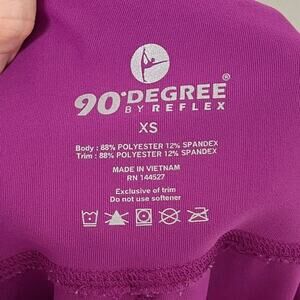 90°DEGREE®
BY REFLEX
XS
Body : 88% POLYESTER 12% SPANDEX
Trim : 88% POLYESTER 12% SPANDEX
MADE IN VIETNAM
RN 144527
Exclusive of trim
Do not use softener